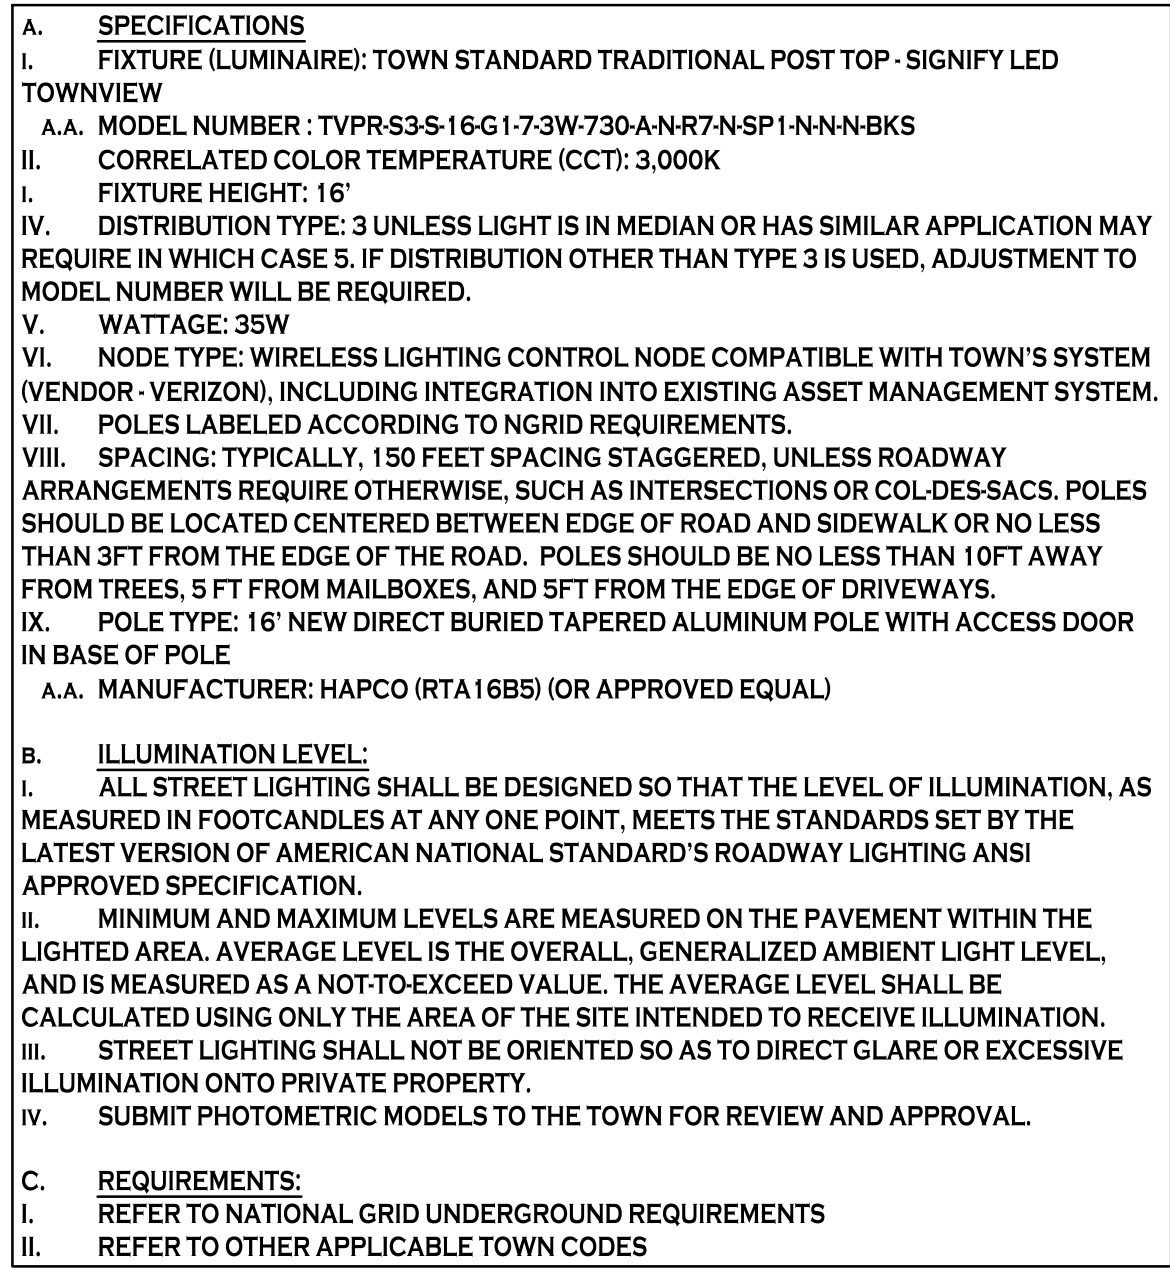 A. SPECIFICATIONS
I. FIXTURE (LUMINAIRE): TOWN STANDARD TRADITIONAL POST TOP - SIGNIFY LED
TOWNVIEW
A.A. MODEL NUMBER : TVPR-S3-S-16-G1-7-3W-730-A-N-R7-N-SP1-N-N-N-BKS
II. CORRELATED COLOR TEMPERATURE (CCT): 3,000K
I. FIXTURE HEIGHT: 16’
IV. DISTRIBUTION TYPE: 3 UNLESS LIGHT IS IN MEDIAN OR HAS SIMILAR APPLICATION MAY
REQUIRE IN WHICH CASE 5. IF DISTRIBUTION OTHER THAN TYPE 3 IS USED, ADJUSTMENT TO
MODEL NUMBER WILL BE REQUIRED.
V. WATTAGE: 35W
VI. NODE TYPE: WIRELESS LIGHTING CONTROL NODE COMPATIBLE WITH TOWN’S SYSTEM
(VENDOR - VERIZON), INCLUDING INTEGRATION INTO EXISTING ASSET MANAGEMENT SYSTEM.
VII. POLES LABELED ACCORDING TO NGRID REQUIREMENTS.
VIII. SPACING: TYPICALLY, 150 FEET SPACING STAGGERED, UNLESS ROADWAY
ARRANGEMENTS REQUIRE OTHERWISE, SUCH AS INTERSECTIONS OR COL-DES-SACS. POLES
SHOULD BE LOCATED CENTERED BETWEEN EDGE OF ROAD AND SIDEWALK OR NO LESS
THAN 3FT FROM THE EDGE OF THE ROAD. POLES SHOULD BE NO LESS THAN 10FT AWAY
FROM TREES, 5 FT FROM MAILBOXES, AND 5FT FROM THE EDGE OF DRIVEWAYS.
IX. POLE TYPE: 16’ NEW DIRECT BURIED TAPERED ALUMINUM POLE WITH ACCESS DOOR
IN BASE OF POLE
A.A. MANUFACTURER: HAPCO (RTA16B5) (OR APPROVED EQUAL)
B. ILLUMINATION LEVEL:
I. ALL STREET LIGHTING SHALL BE DESIGNED SO THAT THE LEVEL OF ILLUMINATION, AS
MEASURED IN FOOTCANDLES AT ANY ONE POINT, MEETS THE STANDARDS SET BY THE
LATEST VERSION OF AMERICAN NATIONAL STANDARD’S ROADWAY LIGHTING ANSI
APPROVED SPECIFICATION.
II. MINIMUM AND MAXIMUM LEVELS ARE MEASURED ON THE PAVEMENT WITHIN THE
LIGHTED AREA. AVERAGE LEVEL IS THE OVERALL, GENERALIZED AMBIENT LIGHT LEVEL,
AND IS MEASURED AS A NOT-TO-EXCEED VALUE. THE AVERAGE LEVEL SHALL BE
CALCULATED USING ONLY THE AREA OF THE SITE INTENDED TO RECEIVE ILLUMINATION.
III. STREET LIGHTING SHALL NOT BE ORIENTED SO AS TO DIRECT GLARE OR EXCESSIVE
ILLUMINATION ONTO PRIVATE PROPERTY.
IV. SUBMIT PHOTOMETRIC MODELS TO THE TOWN FOR REVIEW AND APPROVAL.
C. REQUIREMENTS:
I. REFER TO NATIONAL GRID UNDERGROUND REQUIREMENTS
II. REFER TO OTHER APPLICABLE TOWN CODES